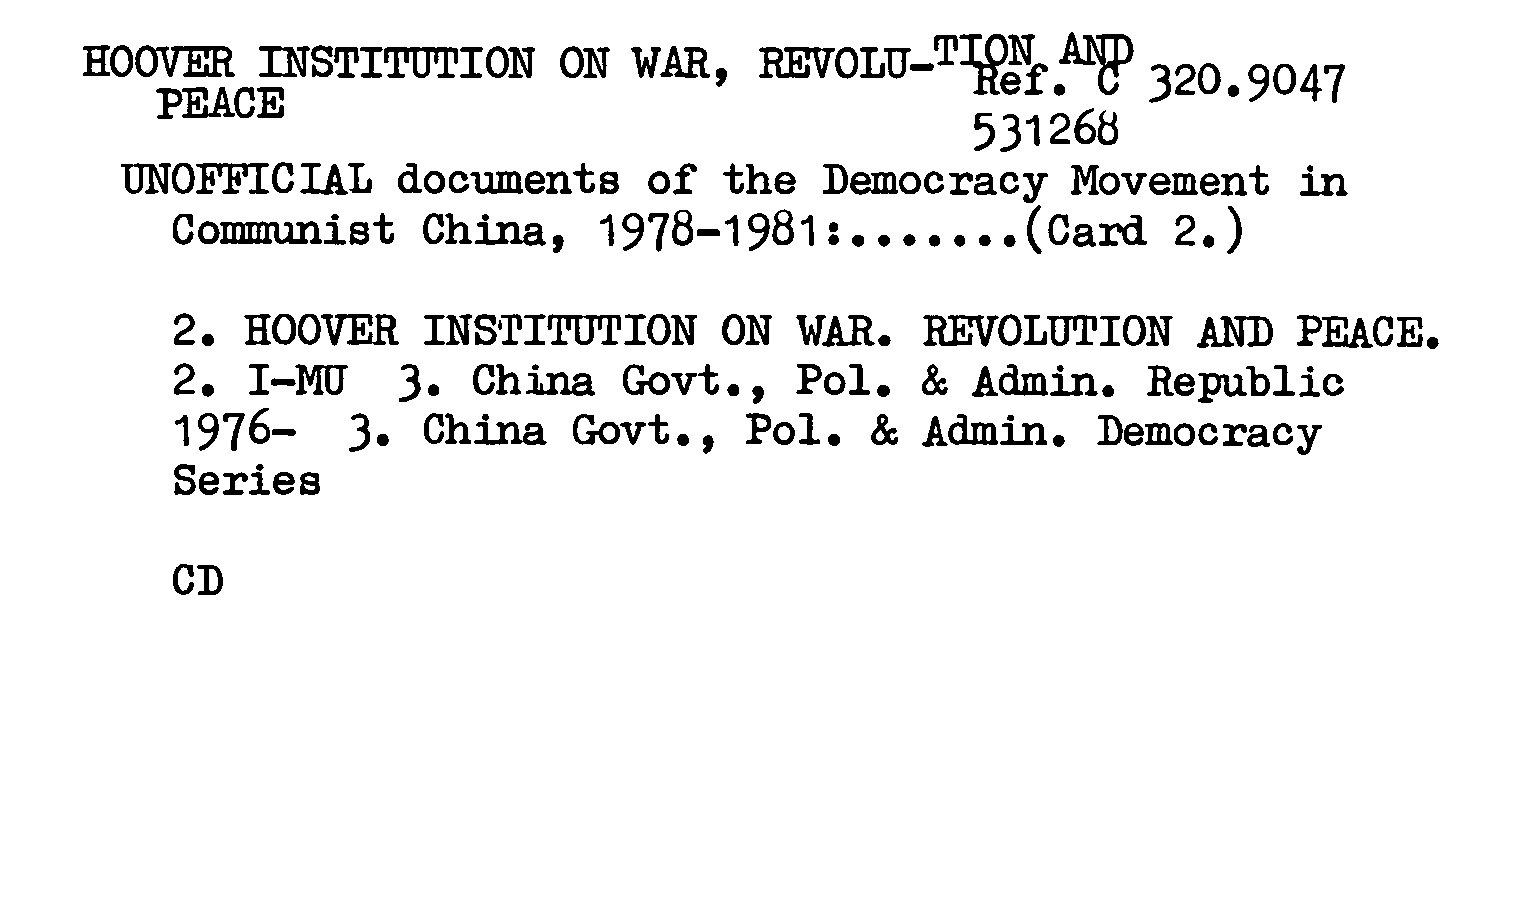 HOOVER INSTITUTION ON WAR, REVOLU-TION AND
PEACE
Ref. C 320.9047
531268
UNOFFICIAL documents of the Democracy Movement in
Communist China, 1978-1981:.......(Card 2.)
2. HOOVER INSTITUTION ON WAR. REVOLUTION AND PEACE.
2. I-MU 3. China Govt., Pol. & Admin. Republic
1976- 3. China Govt., Pol. & Admin. Democracy
Series
CD